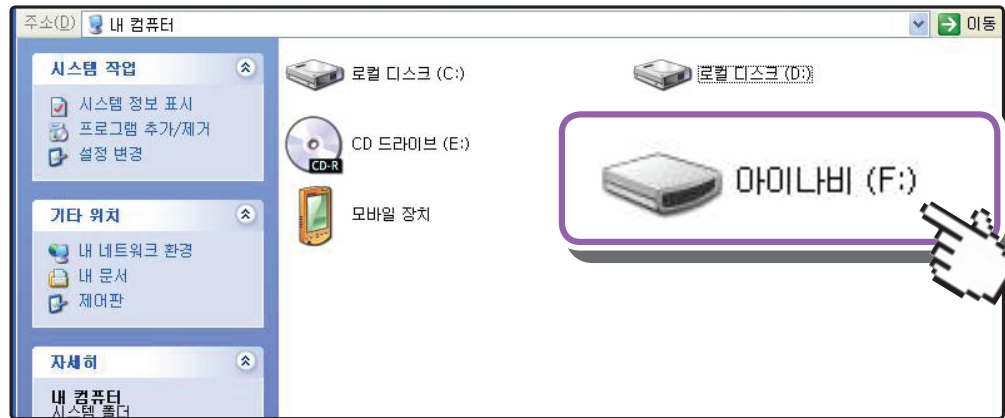 주소(D) 내 컴퓨터 이동
시스템 작업
시스템 정보 표시
프로그램 추가/제거
설정 변경
기타 위치
내 네트워크 환경
내 문서
제어판
자세히
내 컴퓨터
시스템 폴더
로컬 디스크 (C:)
로컬 디스크 (D:)
CD 드라이브 (E:)
CD-R
아이나비 (F:)
모바일 장치